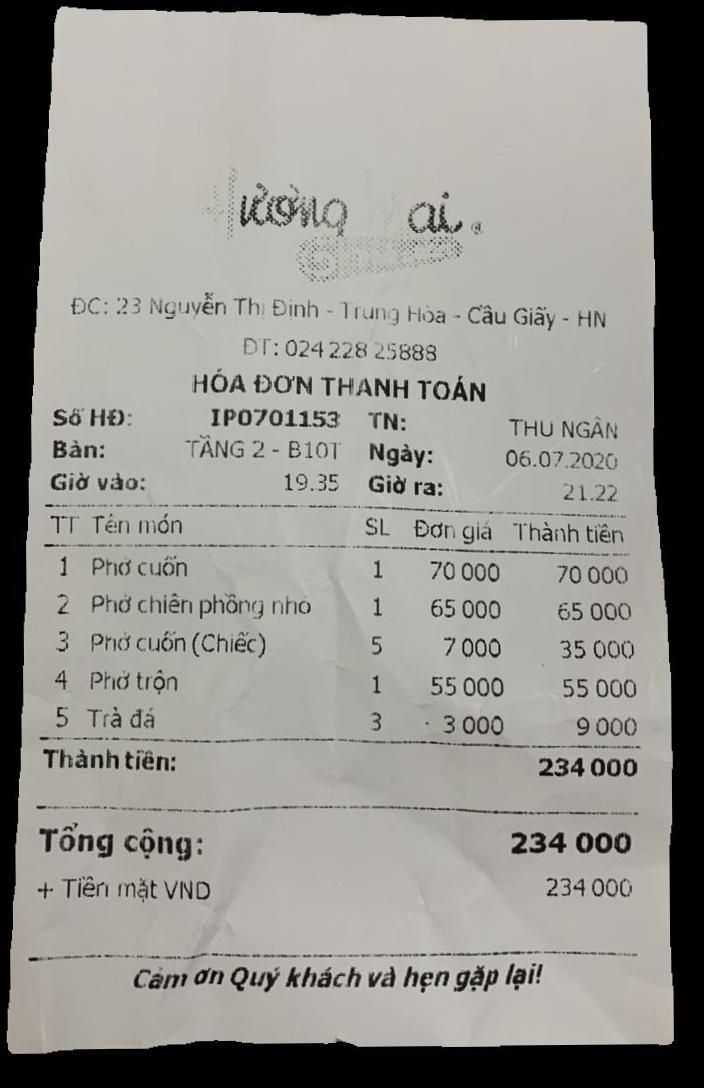 Hường Mai
ĐC: 23 Nguyễn Thị Định - Trung Hòa - Cầu Giấy - HN
ĐT: 024 228 25888
HÓA ĐƠN THANH TOÁN
Số HĐ: IP0701153 TN: THU NGÂN
Bàn: TẦNG 2 - B10T Ngày: 06.07.2020
Giờ vào: 19.35 Giờ ra: 21.22
TT Tên món SL Đơn giá Thành tiền
1 Phở cuốn 1 70 000 70 000
2 Phở chiên phồng nhỏ 1 65 000 65 000
3 Phở cuốn (Chiếc) 5 7 000 35 000
4 Phở trộn 1 55 000 55 000
5 Trà đá 3 3 000 9 000
Thành tiền: 234 000
Tổng cộng: 234 000
+ Tiền mặt VND 234 000
Cảm ơn Quý khách và hẹn gặp lại!